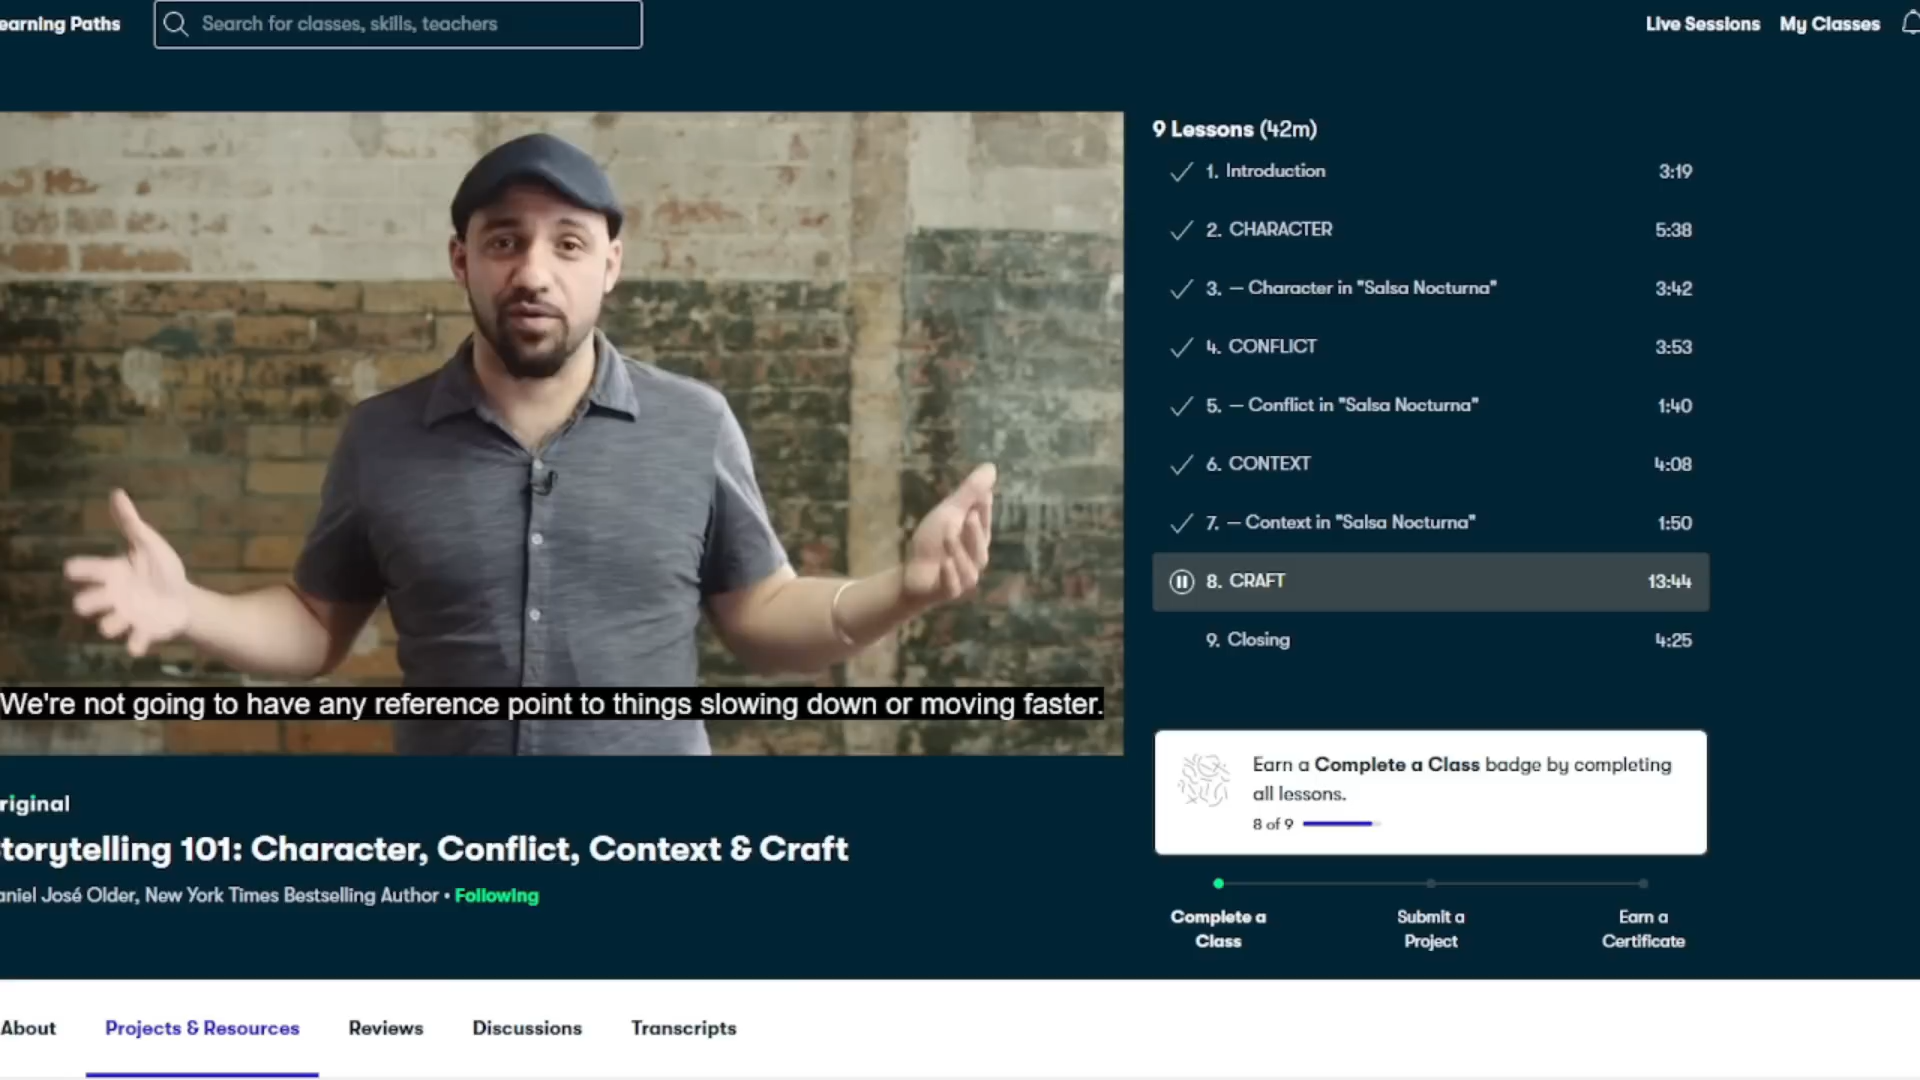 earning Paths
Search for classes, skills, teachers
Live Sessions
My Classes
We're not going to have any reference point to things slowing down or moving faster.
9 Lessons (42m)
1. Introduction 3:19
2. CHARACTER 5:38
3. — Character in "Salsa Nocturna" 3:42
4. CONFLICT 3:53
5. — Conflict in "Salsa Nocturna" 1:40
6. CONTEXT 4:08
7. — Context in "Salsa Nocturna" 1:50
8. CRAFT 13:44
9. Closing 4:25
Earn a Complete a Class badge by completing
all lessons.
8 of 9
Complete a
Class
Submit a
Project
Earn a
Certificate
riginal
torytelling 101: Character, Conflict, Context & Craft
aniel José Older, New York Times Bestselling Author • Following
About
Projects & Resources
Reviews
Discussions
Transcripts